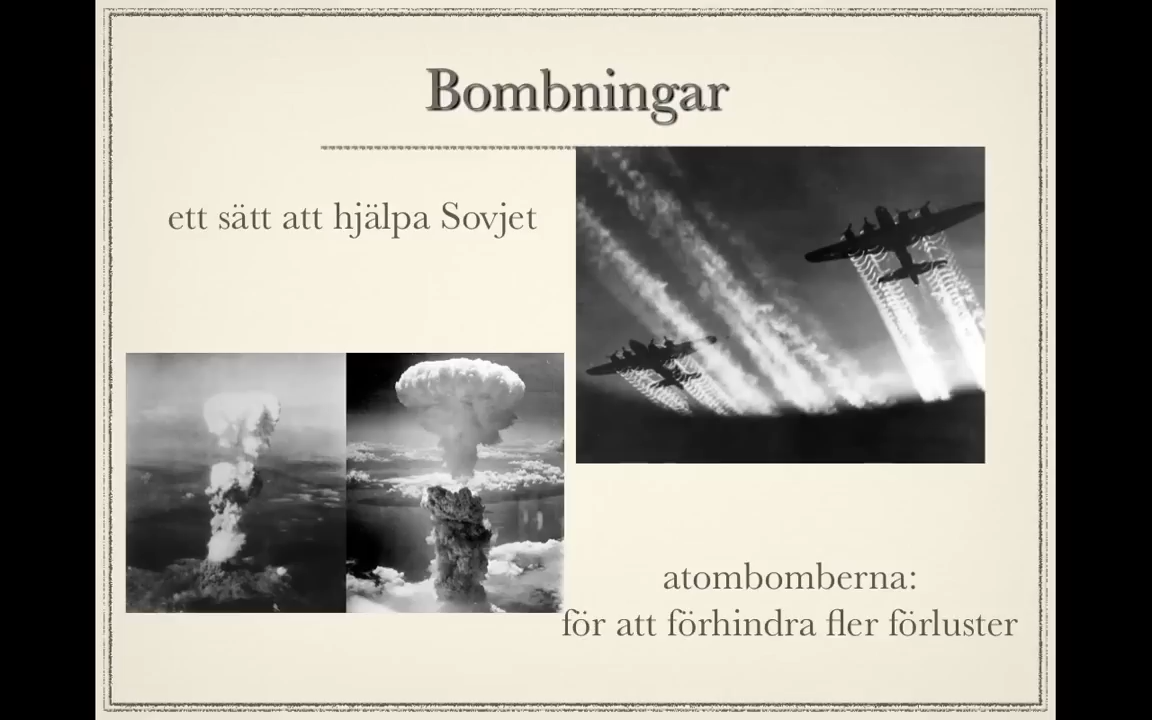 Bombningar
ett sätt att hjälpa Sovjet
atombomberna:
för att förhindra fler förluster